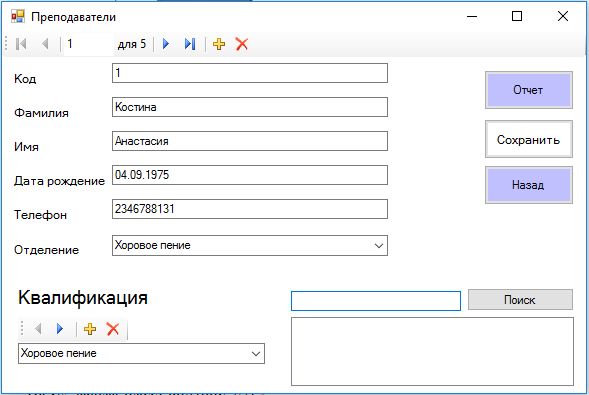 Преподаватели
1 для 5
Код 1
Фамилия Костина
Имя Анастасия
Дата рождение 04.09.1975
Телефон 2346788131
Отделение Хоровое пение
Отчет
Сохранить
Назад
Квалификация
Поиск
Хоровое пение